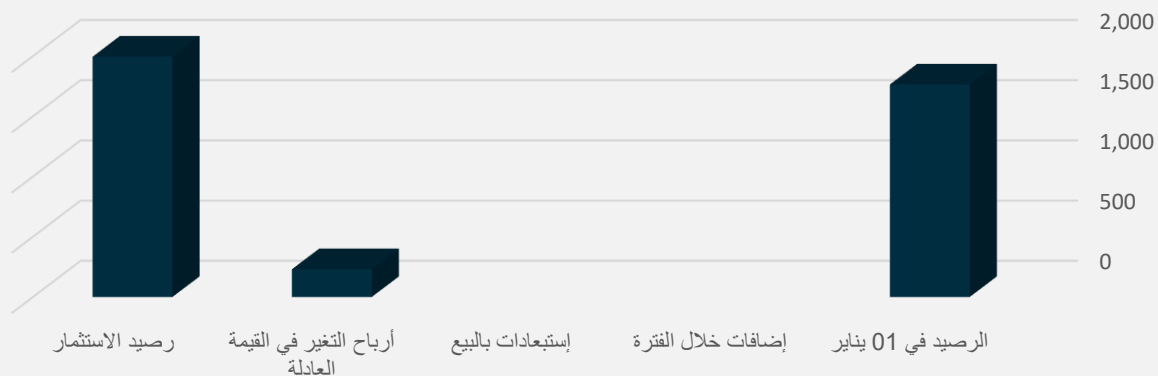 2,000
1,500
1,000
500
0
الرصيد في 01 يناير
إضافات خلال الفترة
إستبعادات بالبيع
أرباح التغير في القيمة
العادلة
رصيد الاستثمار